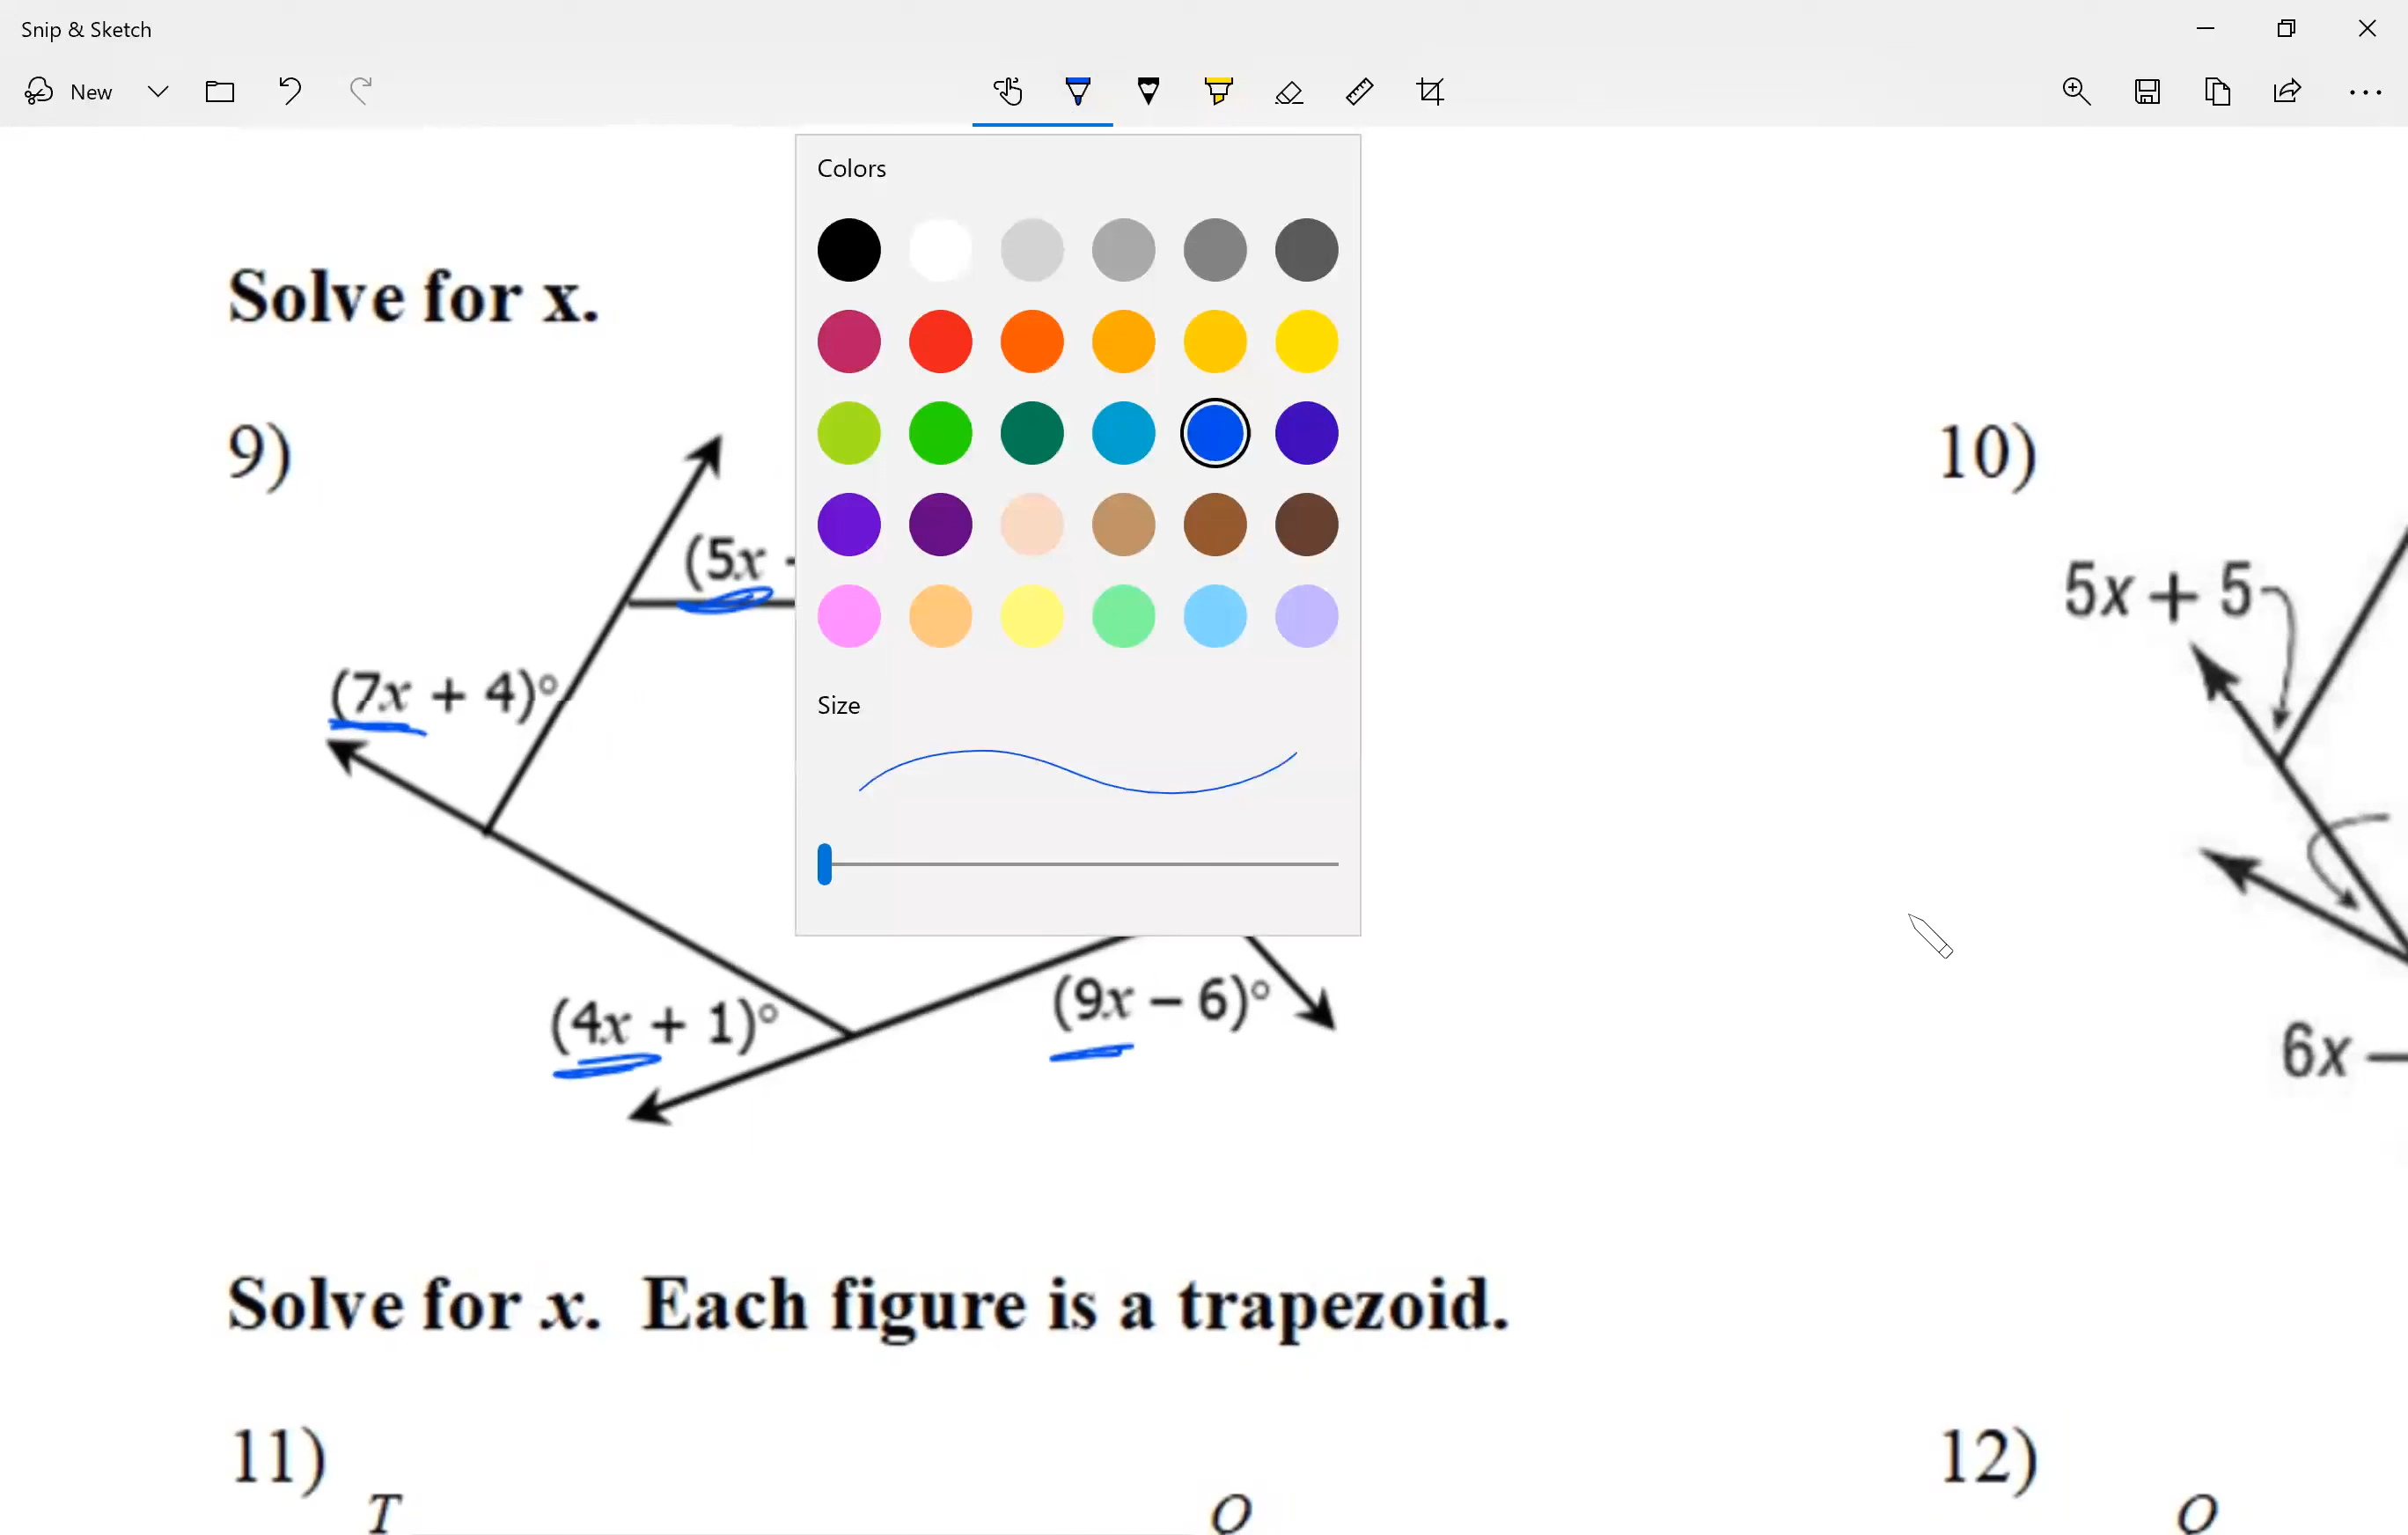 Snip & Sketch
New
Colors
Solve for x.
9)
10)
(5x -
5x + 5
(7x + 4)°
Size
(4x + 1)°
(9x – 6)°
6x –
Solve for x. Each figure is a trapezoid.
11)
12)
T
O
O